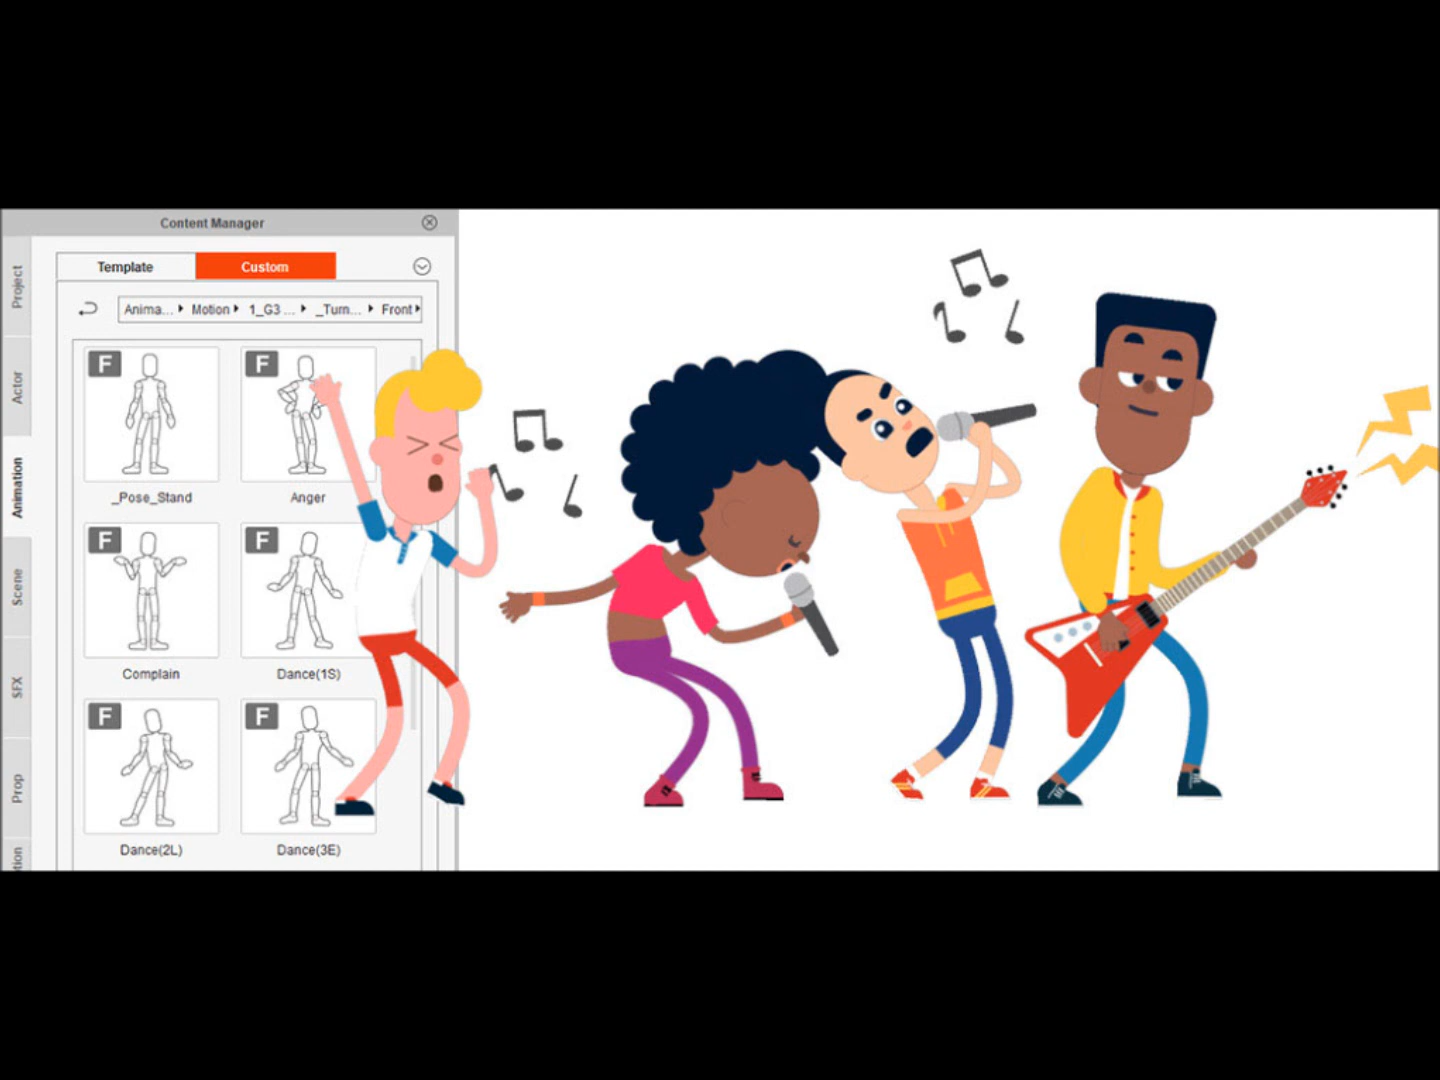 Content Manager
Template
Custom
Anima...
Motion
1_G3 ...
_Turn...
Front
Project
Actor
Animation
Scene
SFX
Prop
tion
F
F
_Pose_Stand
Anger
F
F
Complain
Dance(1S)
F
F
Dance(2L)
Dance(3E)